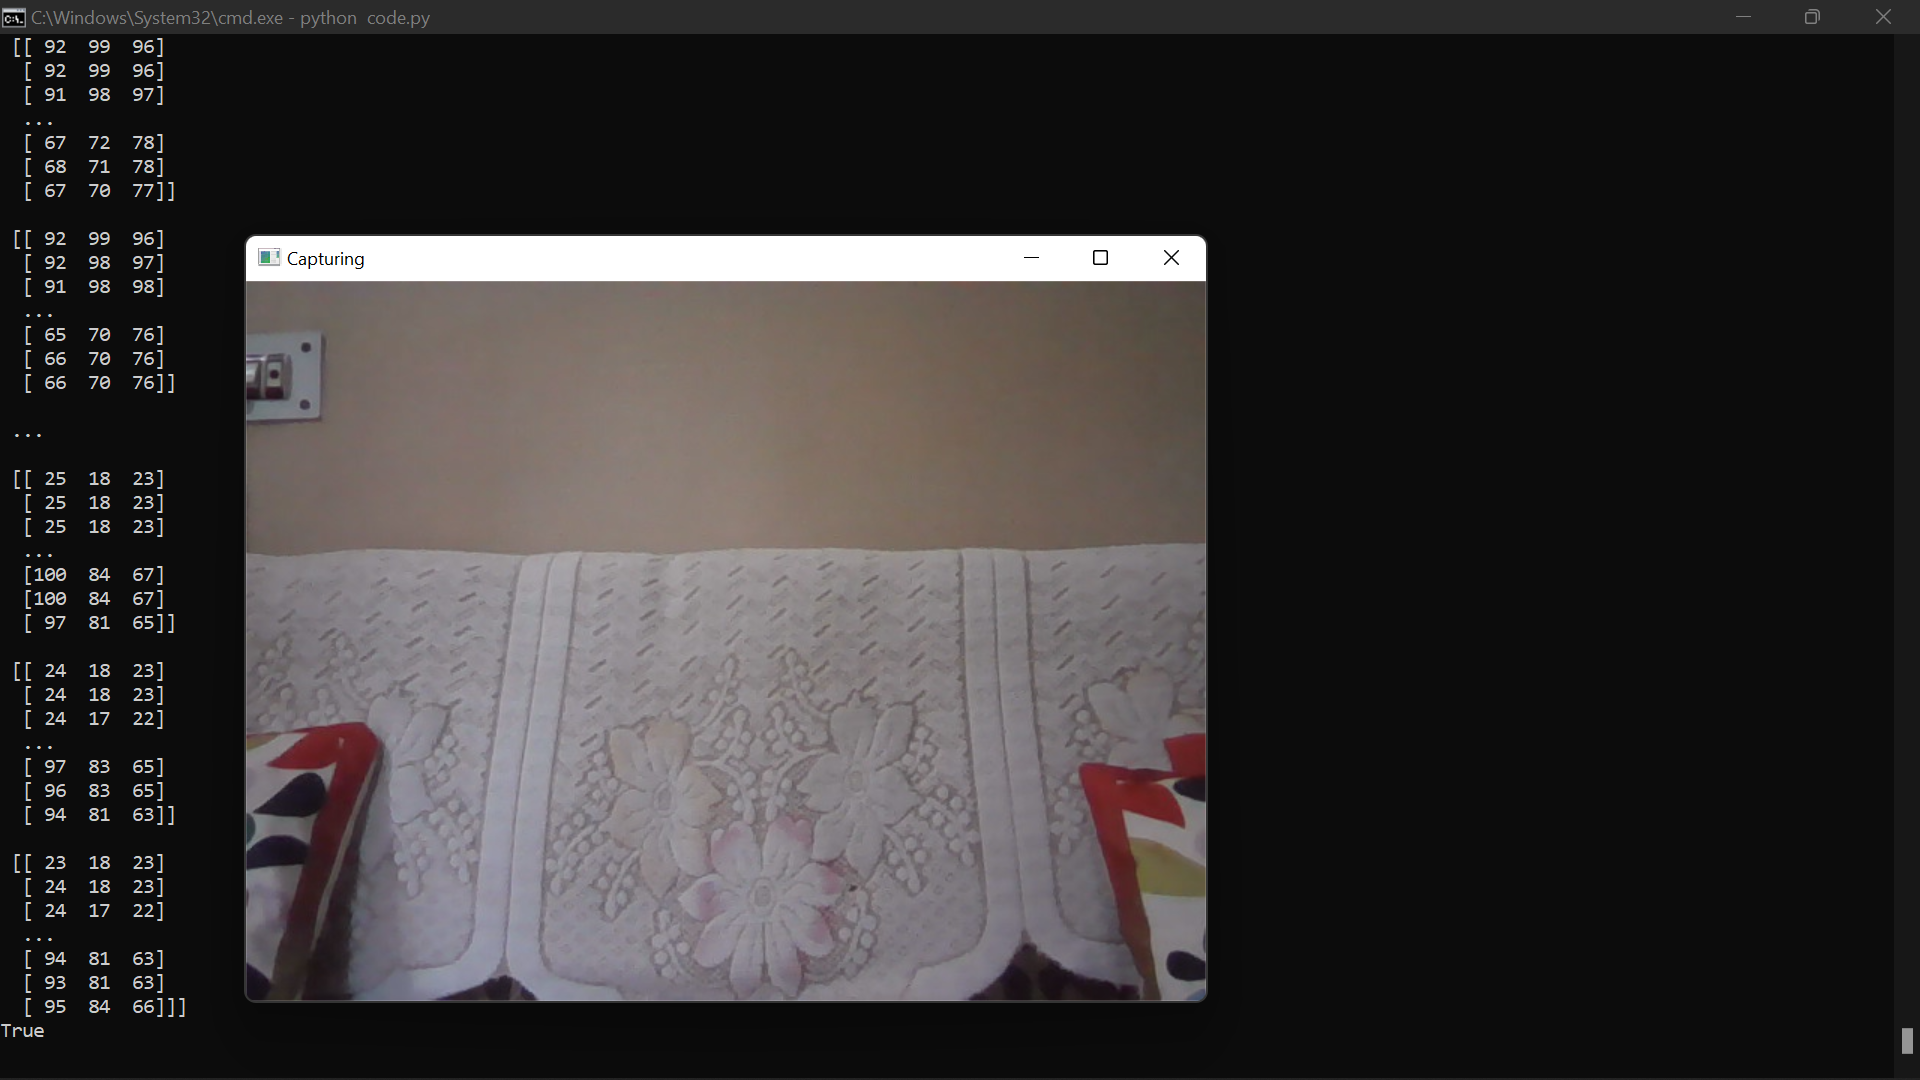 C:\Windows\System32\cmd.exe - python  code.py
[[ 92  99  96]
 [ 92  99  96]
 [ 91  98  97]
 ...
 [ 67  72  78]
 [ 68  71  78]
 [ 67  70  77]]
[[ 92  99  96]
 [ 92  98  97]
 [ 91  98  98]
 ...
 [ 65  70  76]
 [ 66  70  76]
 [ 66  70  76]]
...
[[ 25  18  23]
 [ 25  18  23]
 [ 25  18  23]
 ...
 [100  84  67]
 [100  84  67]
 [ 97  81  65]]
[[ 24  18  23]
 [ 24  18  23]
 [ 24  17  22]
 ...
 [ 97  83  65]
 [ 96  83  65]
 [ 94  81  63]]
[[ 23  18  23]
 [ 24  18  23]
 [ 24  17  22]
 ...
 [ 94  81  63]
 [ 93  81  63]
 [ 95  84  66]]]
True
Capturing